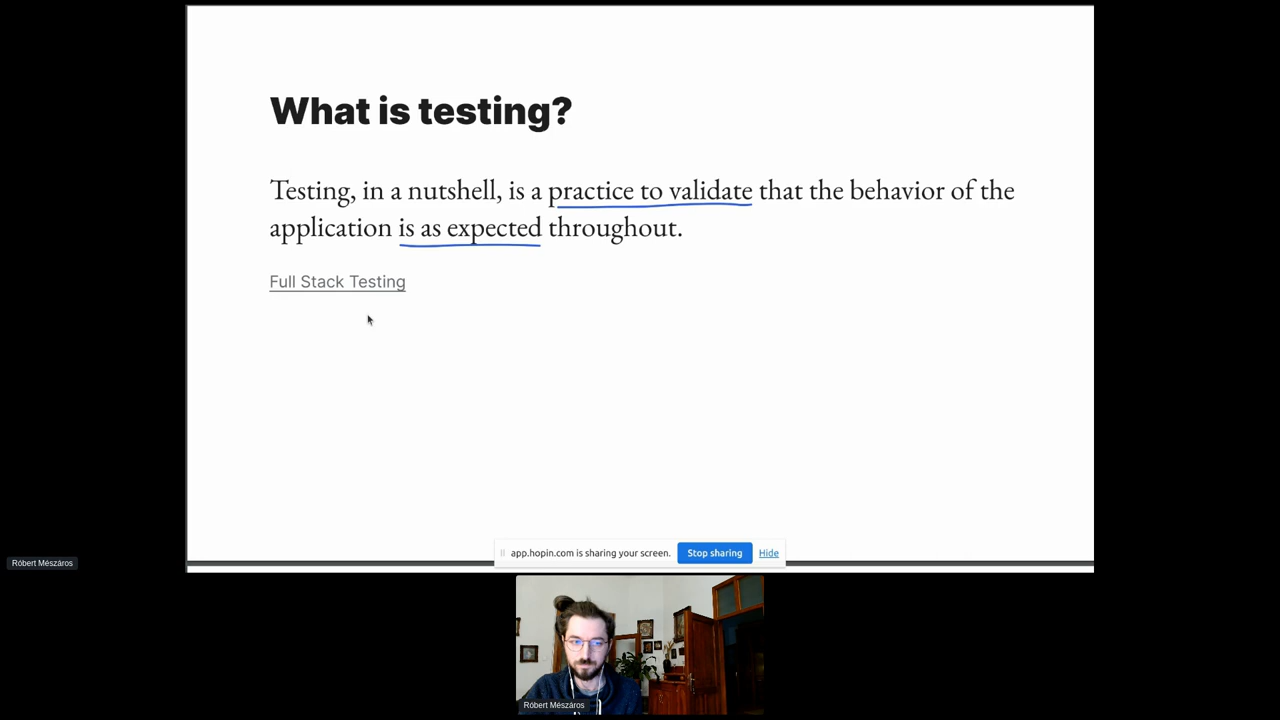 What is testing?
Testing, in a nutshell, is a practice to validate that the behavior of the
application is as expected throughout.
Full Stack Testing
app.hopin.com is sharing your screen. Stop sharing Hide
Róbert Mészáros
Róbert Mészáros